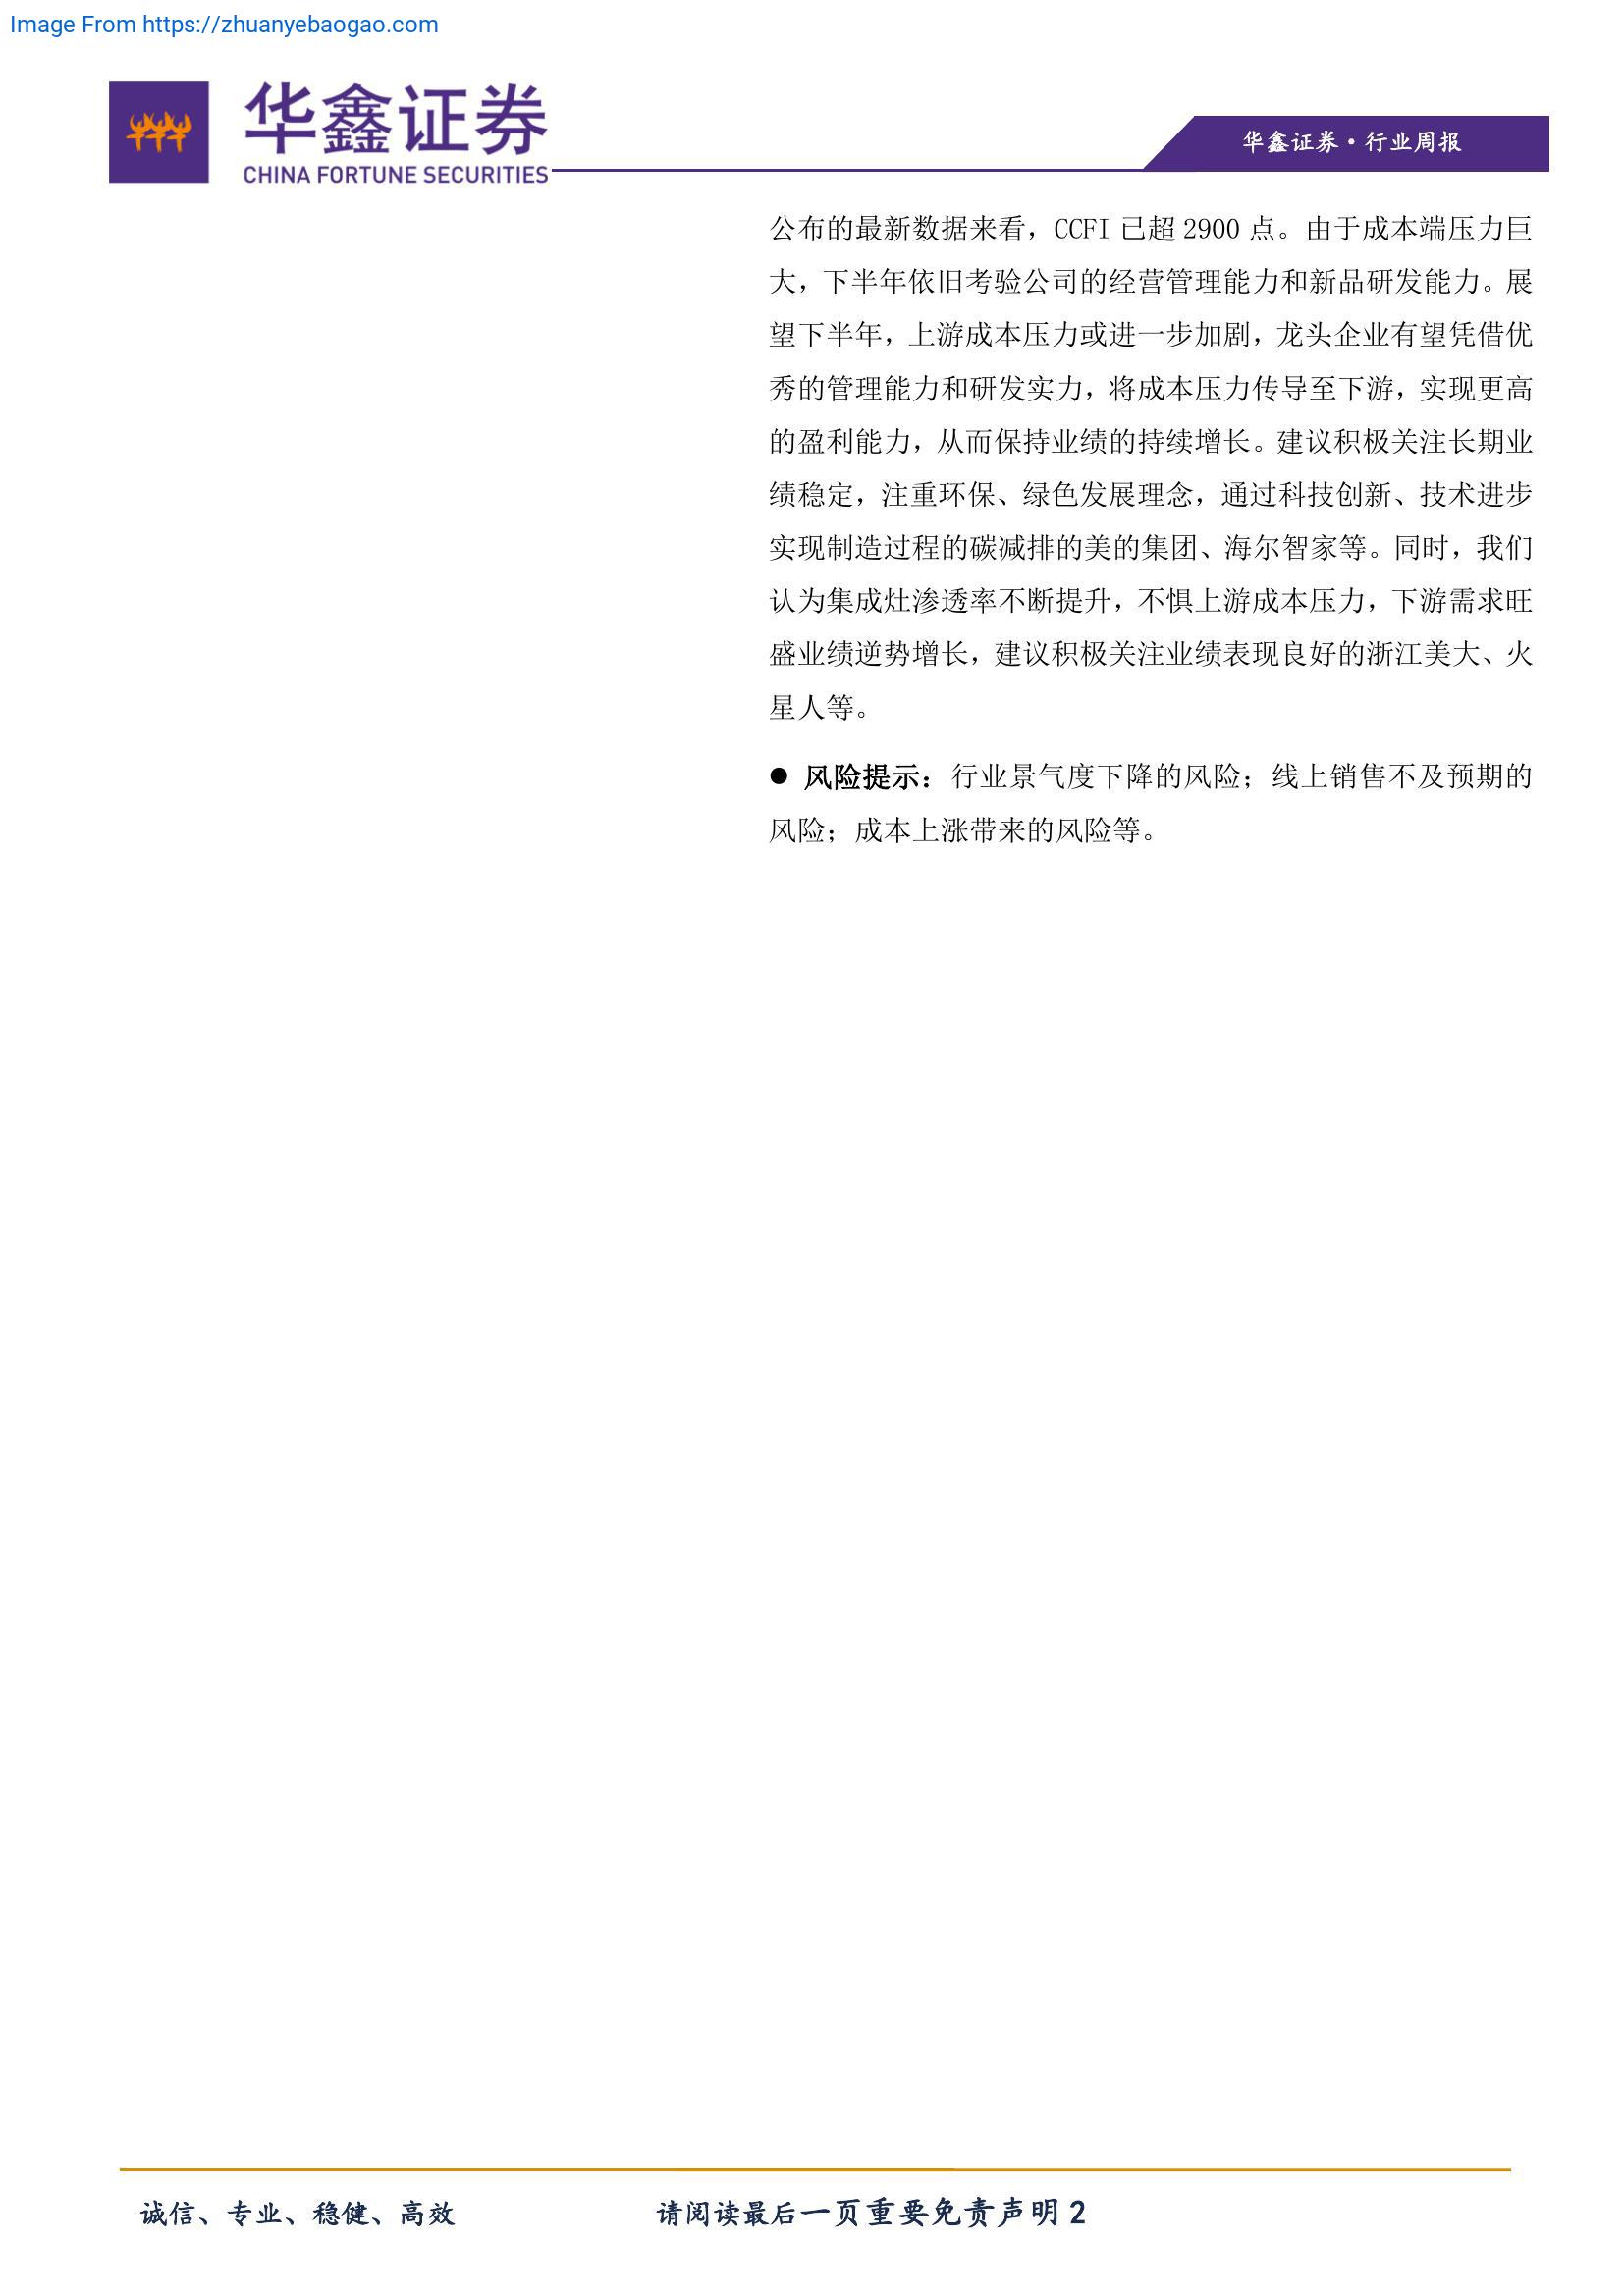 Image From https://zhuanyebaogao.com
华鑫证券
CHINA FORTUNE SECURITIES
华鑫证券·行业周报
公布的最新数据来看，CCFI 已超 2900 点。由于成本端压力巨
大，下半年依旧考验公司的经营管理能力和新品研发能力。展
望下半年，上游成本压力或进一步加剧，龙头企业有望凭借优
秀的管理能力和研发实力，将成本压力传导至下游，实现更高
的盈利能力，从而保持业绩的持续增长。建议积极关注长期业
绩稳定，注重环保、绿色发展理念，通过科技创新、技术进步
实现制造过程的碳减排的美的集团、海尔智家等。同时，我们
认为集成灶渗透率不断提升，不惧上游成本压力，下游需求旺
盛业绩逆势增长，建议积极关注业绩表现良好的浙江美大、火
星人等。
● 风险提示：行业景气度下降的风险；线上销售不及预期的
风险；成本上涨带来的风险等。
诚信、专业、稳健、高效
请阅读最后一页重要免责声明 2